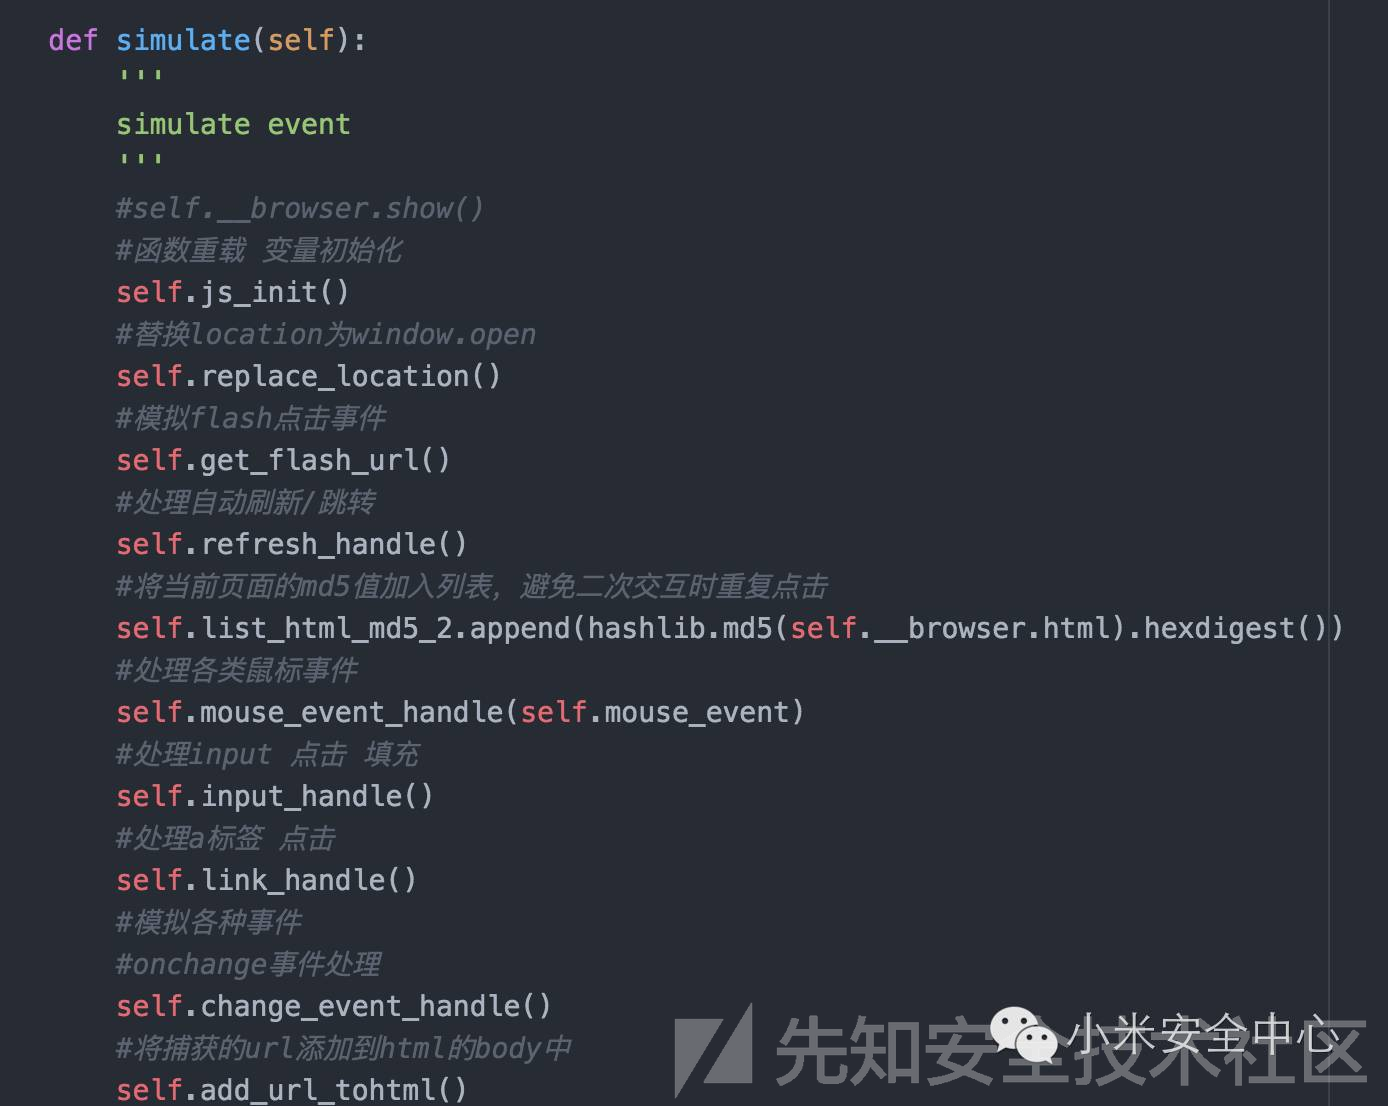 def simulate(self):
'''
simulate event
'''
#self.__browser.show()
#函数重载 变量初始化
self.js_init()
#替换location为window.open
self.replace_location()
#模拟flash点击事件
self.get_flash_url()
#处理自动刷新/跳转
self.refresh_handle()
#将当前页面的md5值加入列表，避免二次交互时重复点击
self.list_html_md5_2.append(hashlib.md5(self.__browser.html).hexdigest())
#处理各类鼠标事件
self.mouse_event_handle(self.mouse_event)
#处理input 点击 填充
self.input_handle()
#处理a标签 点击
self.link_handle()
#模拟各种事件
#onchange事件处理
self.change_event_handle()
#将捕获的url添加到html的body中
self.add_url_tohtml()
先知安全技术社区
小米安全中心